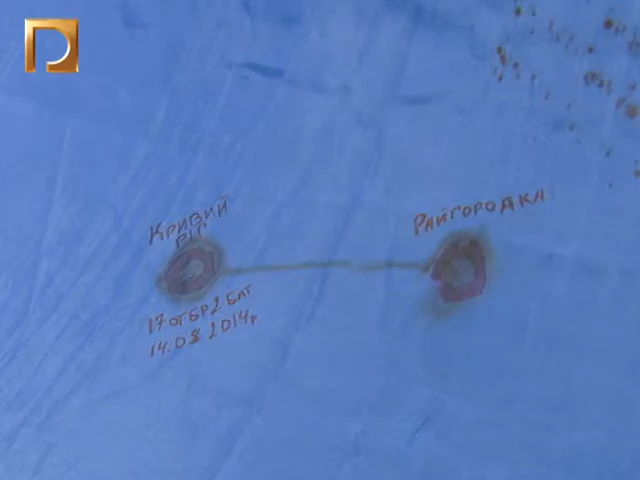 Кривий
Ріг
Райгородка
17 ОТБР 2 БАТ
14.08 2014р